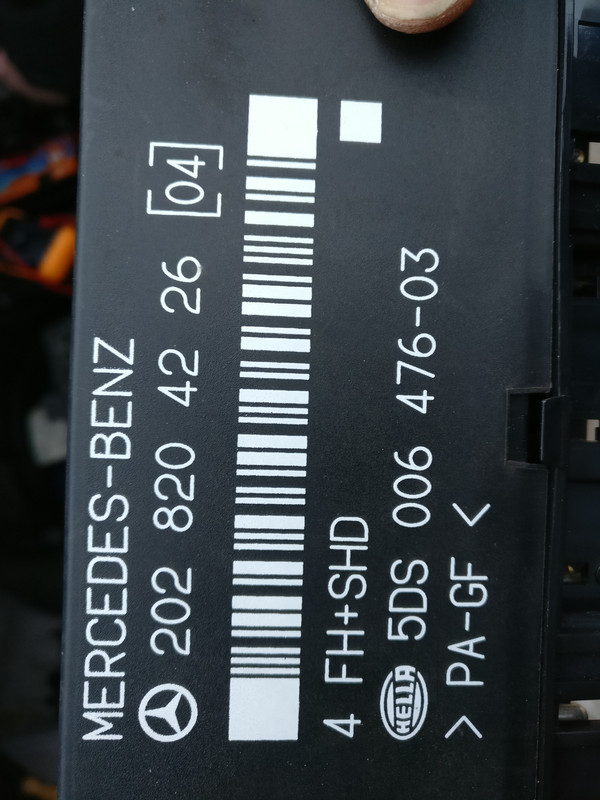 MERCEDES-BENZ
202 820 42 26 [04]
4 FH+SHD
HELLA 5DS 006 476-03
> PA-GF <